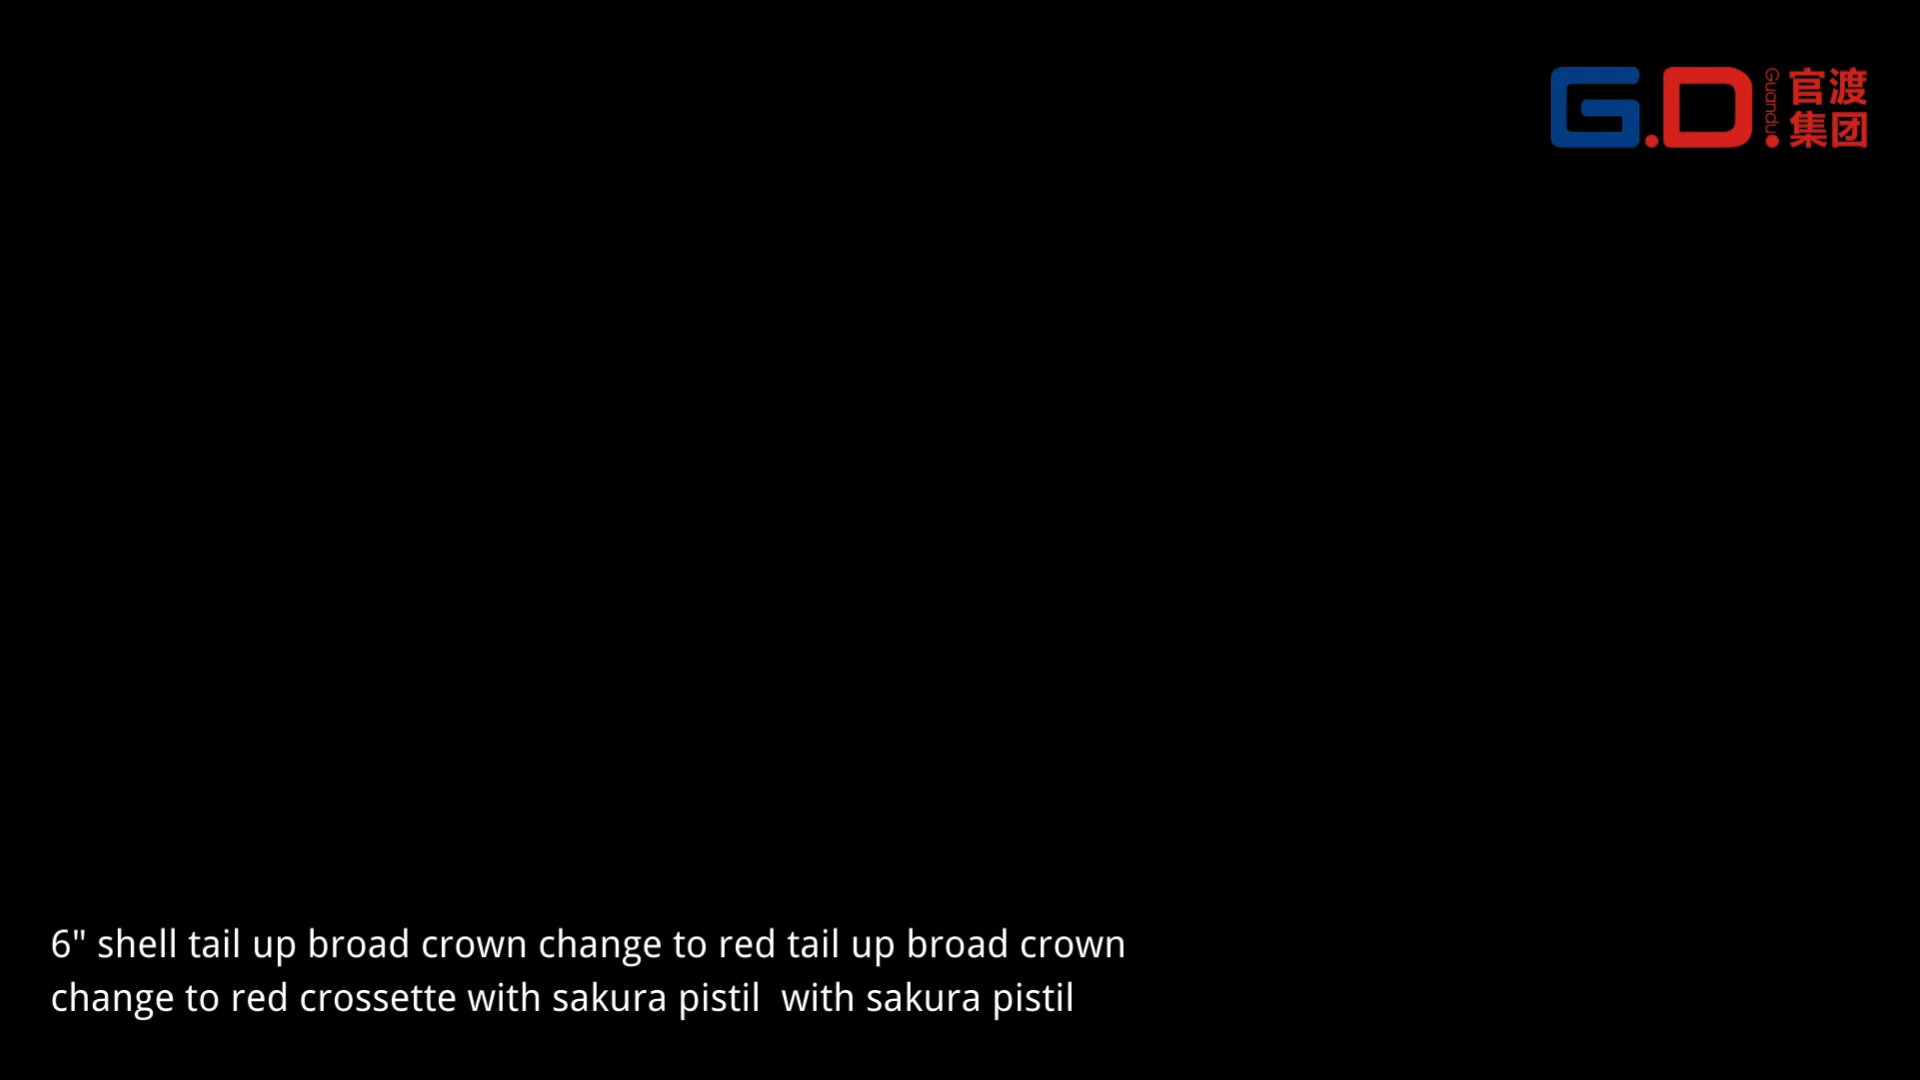 G.D
Guandu
官渡
集团
6" shell tail up broad crown change to red tail up broad crown
change to red crossette with sakura pistil  with sakura pistil